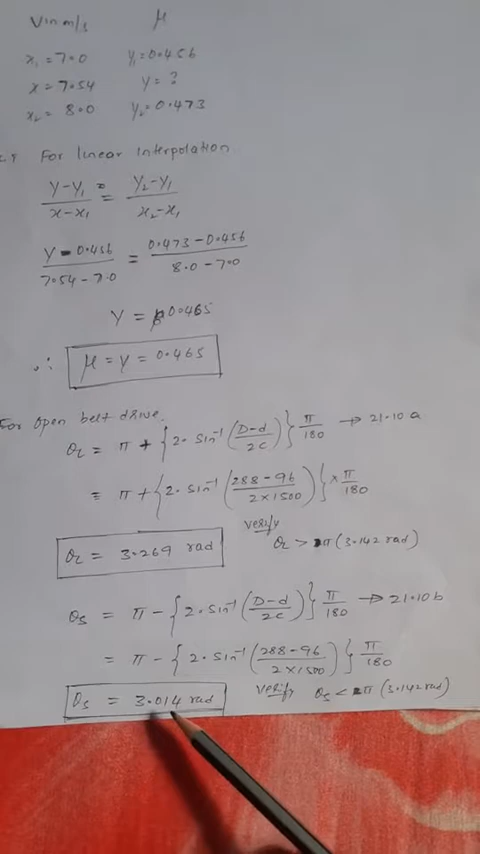 V in m/s μ
x₁ = 7.0 y₁ = 0.456
x = 7.54 y = ?
x₂ = 8.0 y₂ = 0.473
For linear interpolation
(Y-Y₁)/(x-x₁) = (Y₂-Y₁)/(x₂-x₁)
(Y-0.456)/(7.54-7.0) = (0.473-0.456)/(8.0-7.0)
Y = 0.465
∴ μ = Y = 0.465
For open belt drive.
θL = π + {2. sin⁻¹((D-d)/2c)} π/180 → 21.10 a
= π + {2. sin⁻¹((288-96)/(2×1500))} × π/180
verify
θL = 3.269 rad θL > π (3.142 rad)
θs = π - {2. sin⁻¹((D-d)/2c)} π/180 → 21.10 b
= π - {2. sin⁻¹((288-96)/(2×1500))} π/180
θs = 3.014 rad verify θs < π (3.142 rad)